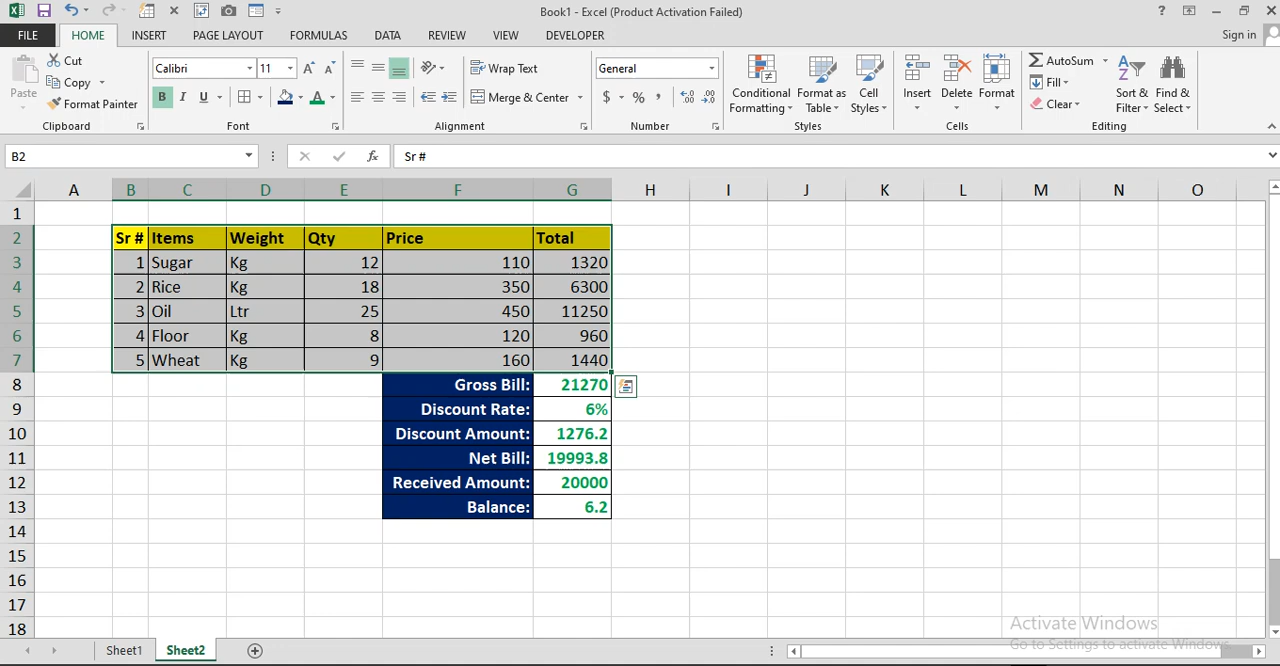 Book1 - Excel (Product Activation Failed)
? 
FILE HOME INSERT PAGE LAYOUT FORMULAS DATA REVIEW VIEW DEVELOPER Sign in
Paste Cut Copy Format Painter Clipboard
Calibri 11 B I U A Font
Wrap Text Merge & Center Alignment
General $ % , Number
Conditional Formatting Format as Table Cell Styles Styles
Insert Delete Format Cells
AutoSum Fill Clear Sort & Filter Find & Select Editing
B2 fx Sr #
A B C D E F G H I J K L M N O
1
2 Sr # Items Weight Qty Price Total
3 1 Sugar Kg 12 110 1320
4 2 Rice Kg 18 350 6300
5 3 Oil Ltr 25 450 11250
6 4 Floor Kg 8 120 960
7 5 Wheat Kg 9 160 1440
8 Gross Bill: 21270
9 Discount Rate: 6%
10 Discount Amount: 1276.2
11 Net Bill: 19993.8
12 Received Amount: 20000
13 Balance: 6.2
14
15
16
17
18
Activate Windows
Go to Settings to activate Windows.
Sheet1 Sheet2